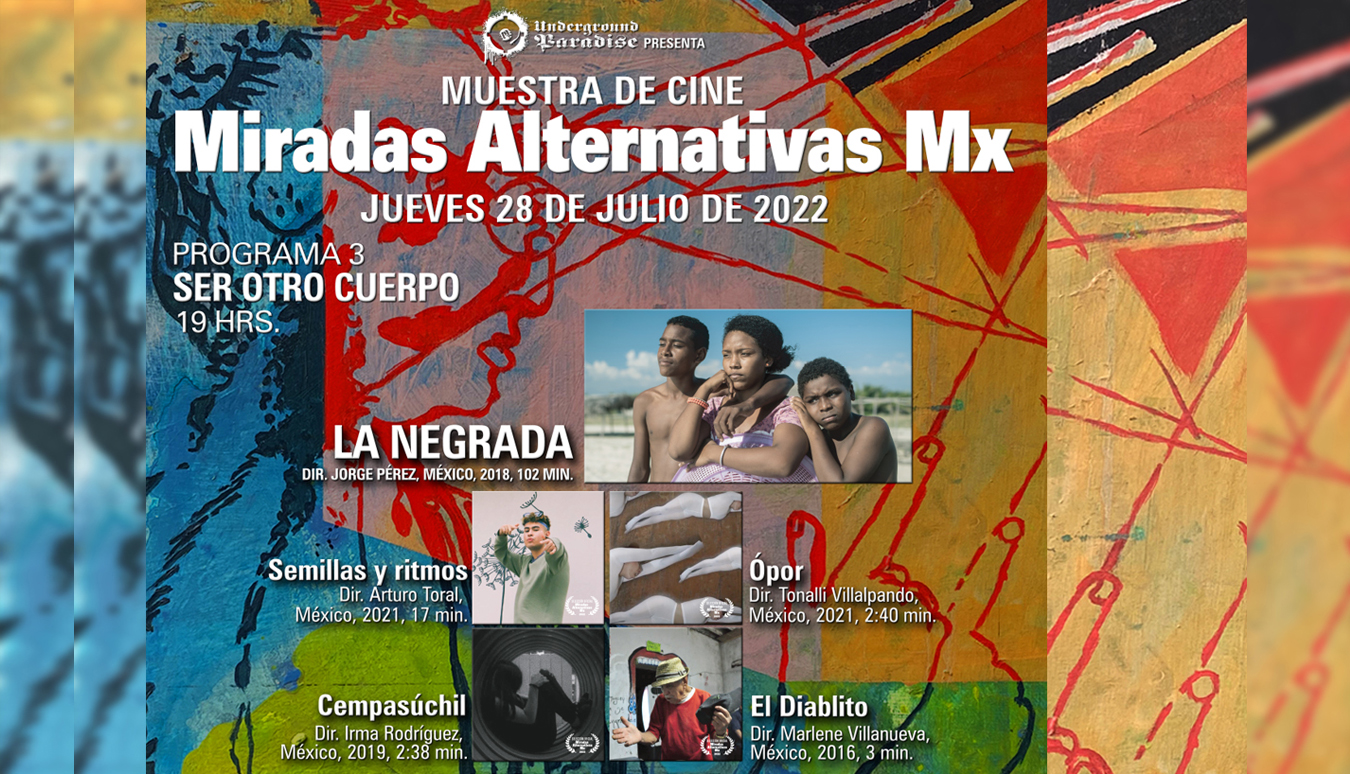 Underground
Paradise PRESENTA
MUESTRA DE CINE
Miradas Alternativas Mx
JUEVES 28 DE JULIO DE 2022
PROGRAMA 3
SER OTRO CUERPO
19 HRS.
LA NEGRADA
DIR. JORGE PÉREZ, MÉXICO, 2018, 102 MIN.
Semillas y ritmos
Dir. Arturo Toral,
México, 2021, 17 min.
Ópor
Dir. Tonalli Villalpando,
México, 2021, 2:40 min.
Cempasúchil
Dir. Irma Rodríguez,
México, 2019, 2:38 min.
El Diablito
Dir. Marlene Villanueva,
México, 2016, 3 min.